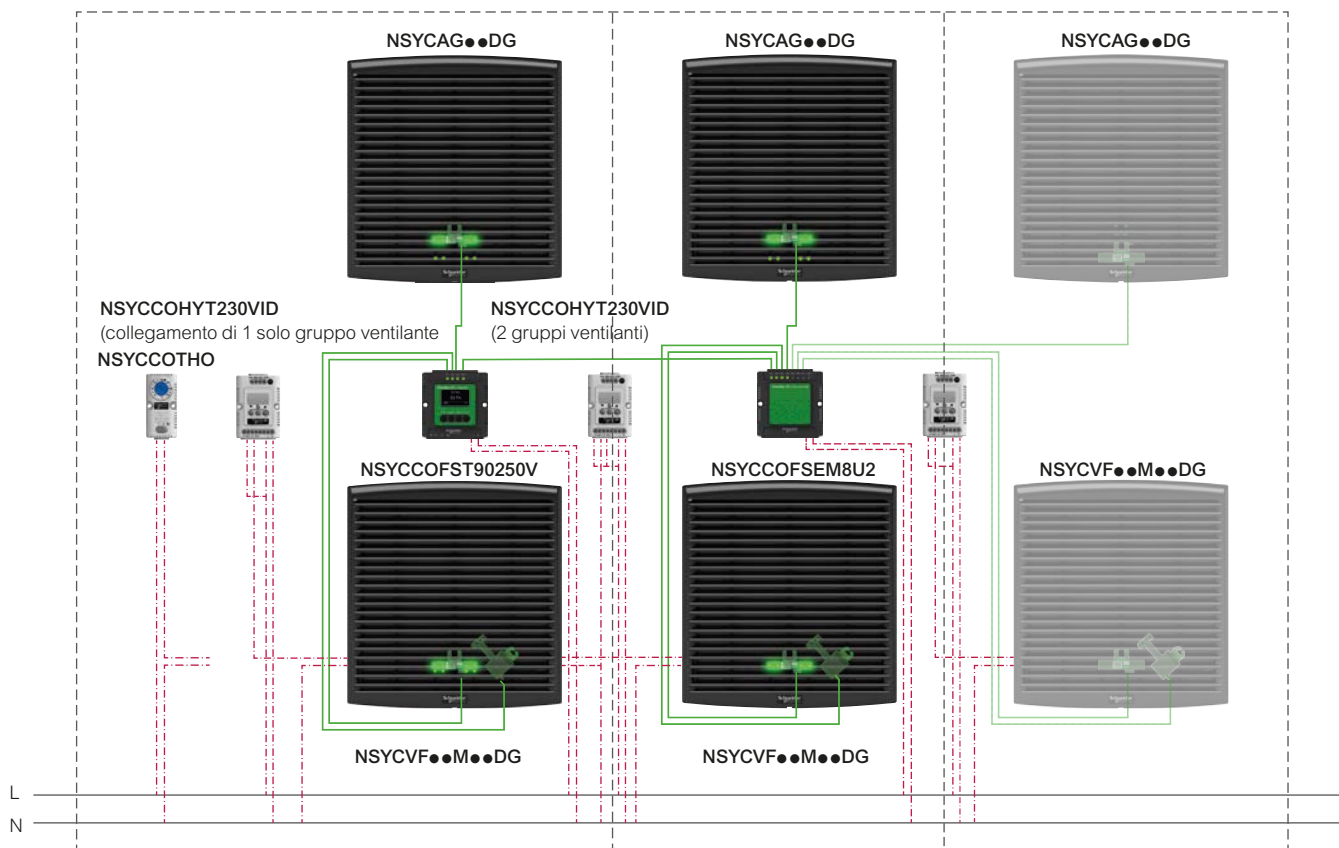 NSYCAG●●DG
NSYCAG●●DG
NSYCAG●●DG
NSYCCOHYT230VID
(collegamento di 1 solo gruppo ventilante
NSYCCOTHO
NSYCCOHYT230VID
(2 gruppi ventilanti)
NSYCCOFST90250V
NSYCCOFSEM8U2
NSYCVF●●M●●DG
NSYCVF●●M●●DG
NSYCVF●●M●●DG
L
N